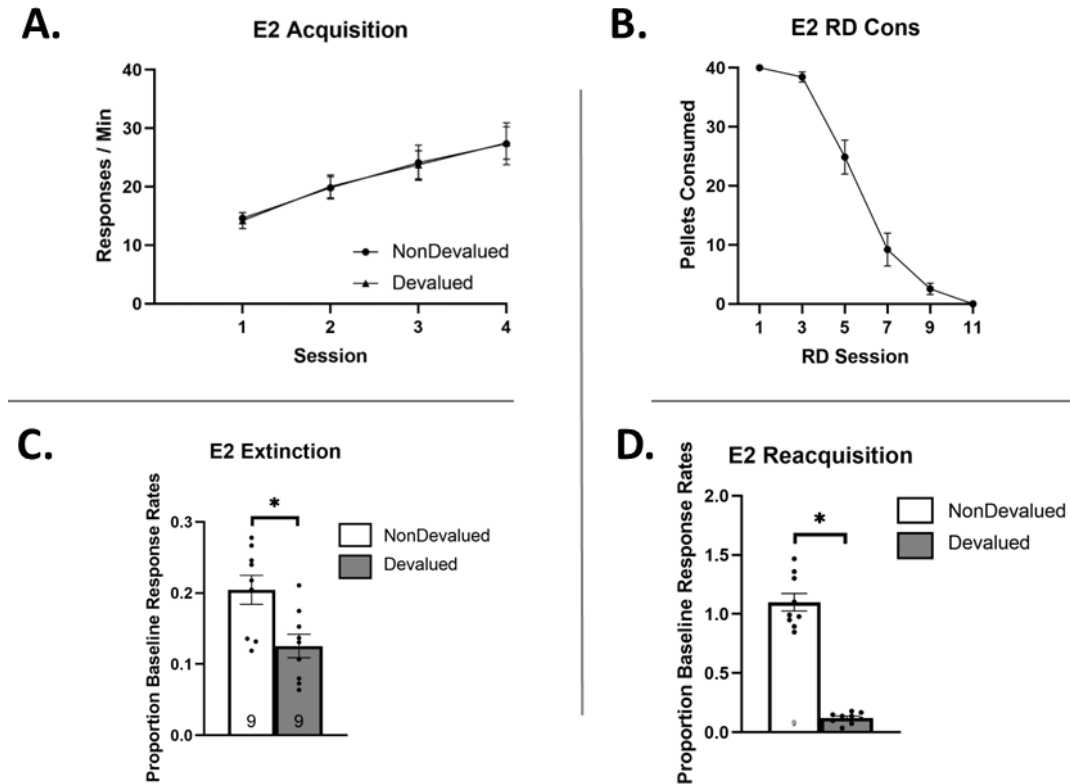 A.
E2 Acquisition
Responses / Min
40
30
20
10
0
1
2
3
4
Session
NonDevalued
Devalued
B.
E2 RD Cons
Pellets Consumed
40
30
20
10
0
1
3
5
7
9
11
RD Session
C.
E2 Extinction
Proportion Baseline Response Rates
0.3
0.2
0.1
0.0
*
9
9
NonDevalued
Devalued
D.
E2 Reacquisition
Proportion Baseline Response Rates
2.0
1.5
1.0
0.5
0.0
*
9
NonDevalued
Devalued